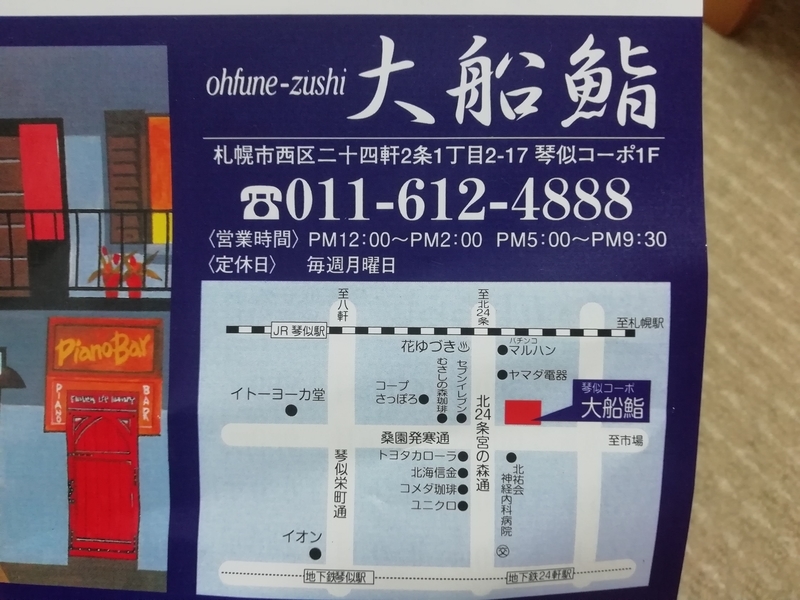 ohfune-zushi 大船鮨
札幌市西区二十四軒2条1丁目2-17 琴似コーポ1F
☎011-612-4888
〈営業時間〉PM12:00～PM2:00 PM5:00～PM9:30
〈定休日〉 毎週月曜日
至八軒
至北24条
至札幌駅
JR 琴似駅
花ゆづき♨
パチンコ
マルハン
ヤマダ電器
むさしの森珈琲
セブンイレブン
コープ
さっぽろ
イトーヨーカ堂
琴似コーポ
大船鮨
北24条宮の森通
桑園発寒通
至市場
トヨタカローラ
北海信金
コメダ珈琲
ユニクロ
琴似栄町通
北祐会
神経内科病院
イオン
地下鉄琴似駅
地下鉄24軒駅
Piano Bar
PIANO
BAR